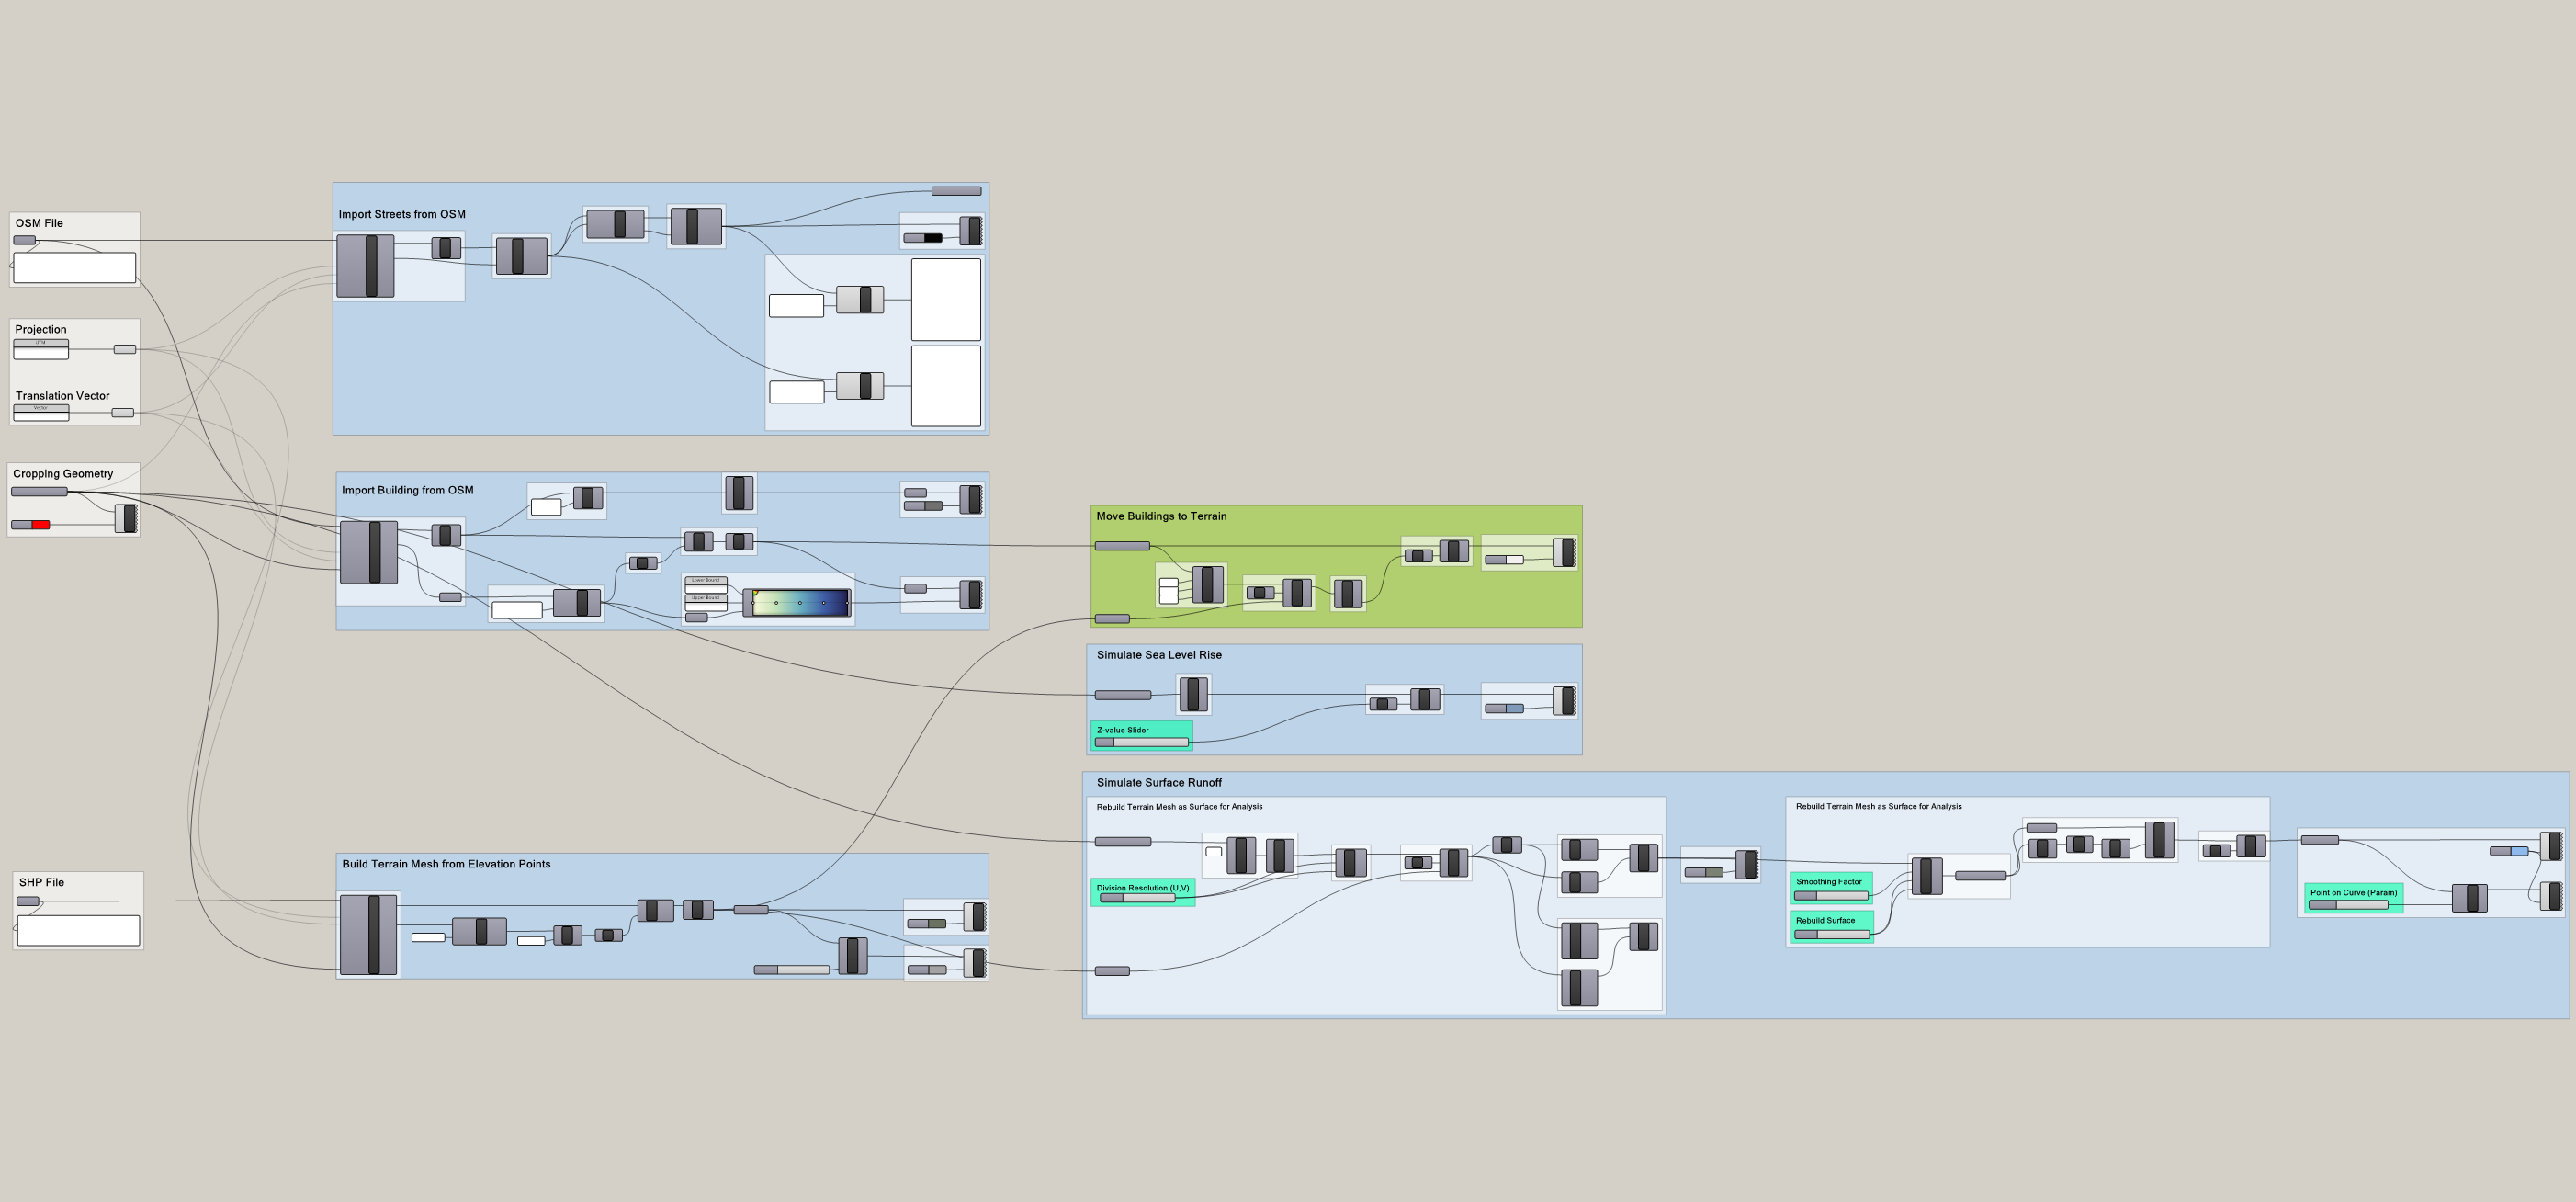 OSM File
Projection
UTM
Translation Vector
Vector
Cropping Geometry
SHP File
Import Streets from OSM
Import Building from OSM
Lower Bound
Upper Bound
Build Terrain Mesh from Elevation Points
Move Buildings to Terrain
Simulate Sea Level Rise
Z-value Slider
Simulate Surface Runoff
Rebuild Terrain Mesh as Surface for Analysis
Division Resolution (U,V)
Rebuild Terrain Mesh as Surface for Analysis
Smoothing Factor
Rebuild Surface
Point on Curve (Param)